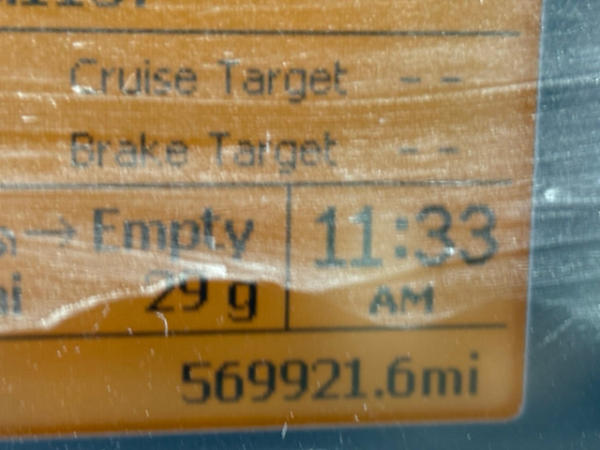 Cruise Target --
Brake Target --
→ Empty
11:33
29 g
AM
569921.6mi